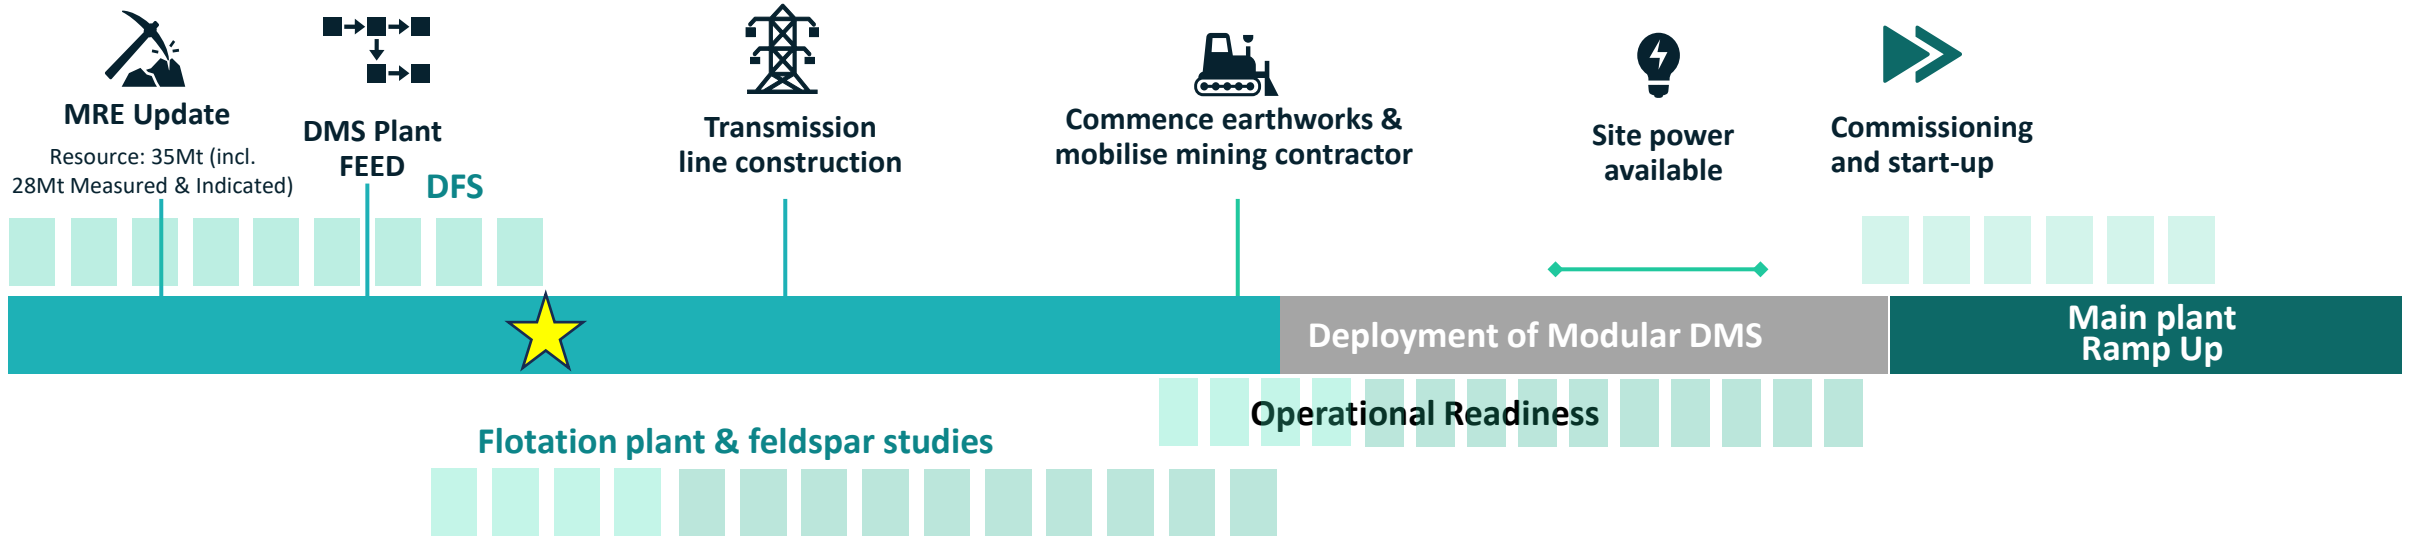 MRE Update
Resource: 35Mt (incl.
28Mt Measured & Indicated)
DMS Plant
FEED
DFS
Transmission
line construction
Commence earthworks &
mobilise mining contractor
Site power
available
Commissioning
and start-up
Deployment of Modular DMS
Main plant
Ramp Up
Operational Readiness
Flotation plant & feldspar studies